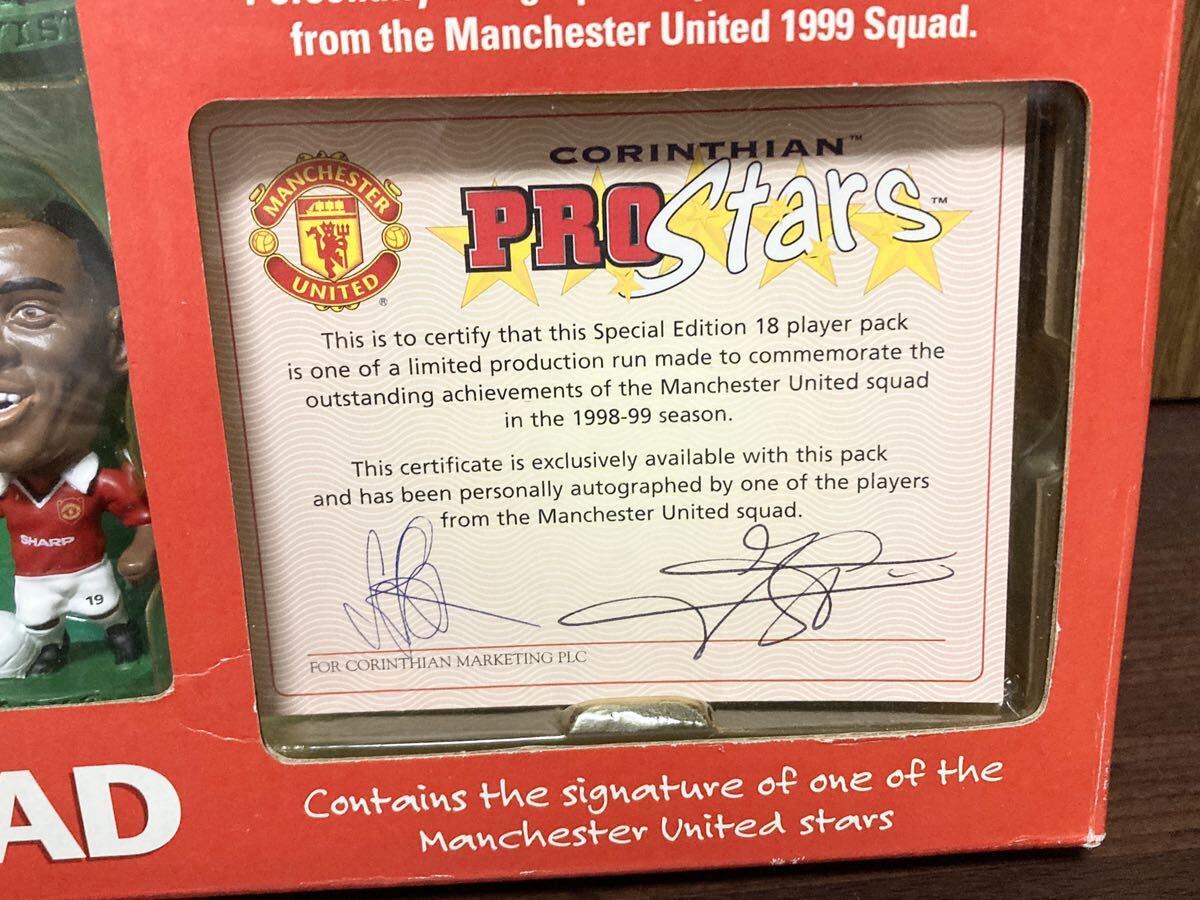 from the Manchester United 1999 Squad.
MANCHESTER
UNITED
®
CORINTHIAN™
PRO Stars™
This is to certify that this Special Edition 18 player pack
is one of a limited production run made to commemorate the
outstanding achievements of the Manchester United squad
in the 1998-99 season.
This certificate is exclusively available with this pack
and has been personally autographed by one of the players
from the Manchester United squad.
FOR CORINTHIAN MARKETING PLC
SHARP
19
AD
Contains the signature of one of the
Manchester United stars